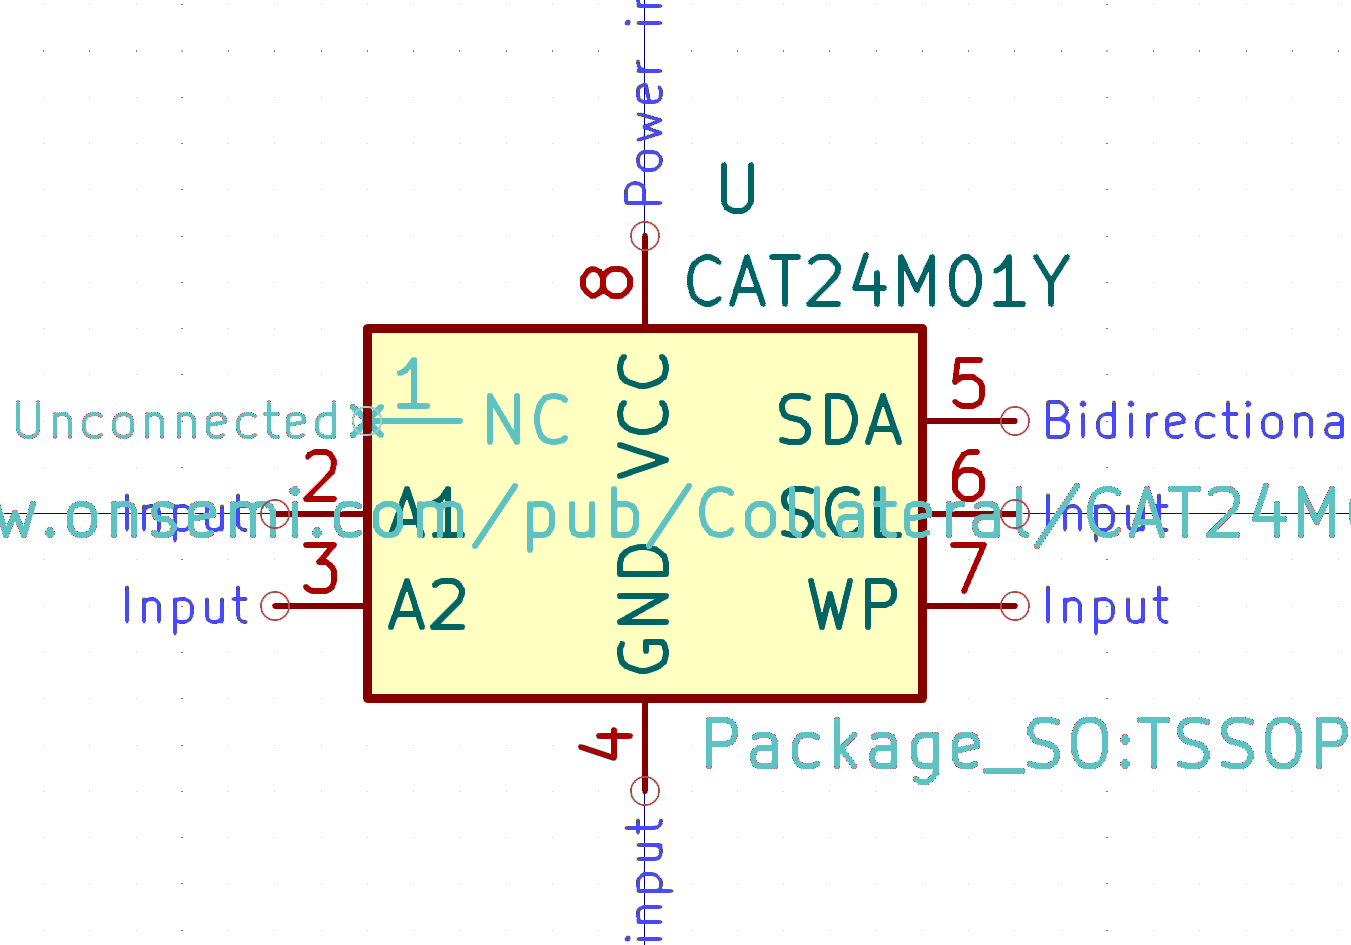 Power in
U
8
CAT24M01Y
1
NC
VCC
SDA
5
Unconnected
Bidirectiona
2
6
Input
A1
SCL
Input
w.onsemi.com/pub/Collateral/CAT24M
3
7
Input
A2
GND
WP
Input
4
Package_SO:TSSOP
input